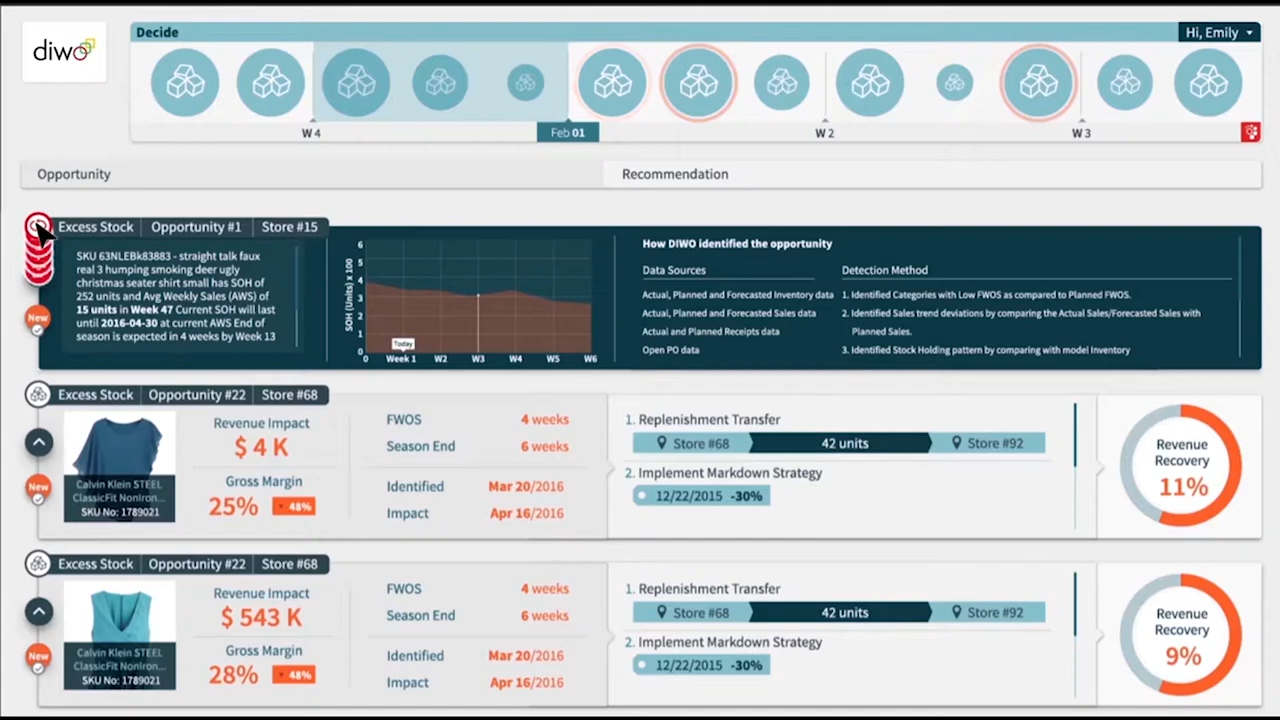 diwo
Decide
Hi, Emily
W 4
Feb 01
W 2
W 3
Opportunity
Recommendation
Excess Stock Opportunity #1 Store #15
SKU 63NLEBk83883 - straight talk faux
real 3 humping smoking deer ugly
christmas seater shirt small has SOH of
252 units and Avg Weekly Sales (AWS) of
15 units in Week 47 Current SOH will last
until 2016-04-30 at current AWS End of
season is expected in 4 weeks by Week 13
New
SOH (Units) x 100
6
5
4
3
2
1
0
Today
0 Week 1 W2 W3 W4 W5 W6
How DIWO identified the opportunity
Data Sources
Actual, Planned and Forecasted Inventory data
Actual, Planned and Forecasted Sales data
Actual and Planned Receipts data
Open PO data
Detection Method
1. Identified Categories with Low FWOS as compared to Planned FWOS.
2. Identified Sales trend deviations by comparing the Actual Sales/Forecasted Sales with
Planned Sales.
3. Identified Stock Holding pattern by comparing with model Inventory
Excess Stock Opportunity #22 Store #68
New
Calvin Klein STEEL
ClassicFit NonIron...
SKU No: 1789021
Revenue Impact
$ 4 K
Gross Margin
25% 48%
FWOS 4 weeks
Season End 6 weeks
Identified Mar 20/2016
Impact Apr 16/2016
1. Replenishment Transfer
Store #68 42 units Store #92
2. Implement Markdown Strategy
12/22/2015 -30%
Revenue
Recovery
11%
Excess Stock Opportunity #22 Store #68
New
Calvin Klein STEEL
ClassicFit NonIron...
SKU No: 1789021
Revenue Impact
$ 543 K
Gross Margin
28% 48%
FWOS 4 weeks
Season End 6 weeks
Identified Mar 20/2016
Impact Apr 16/2016
1. Replenishment Transfer
Store #68 42 units Store #92
2. Implement Markdown Strategy
12/22/2015 -30%
Revenue
Recovery
9%